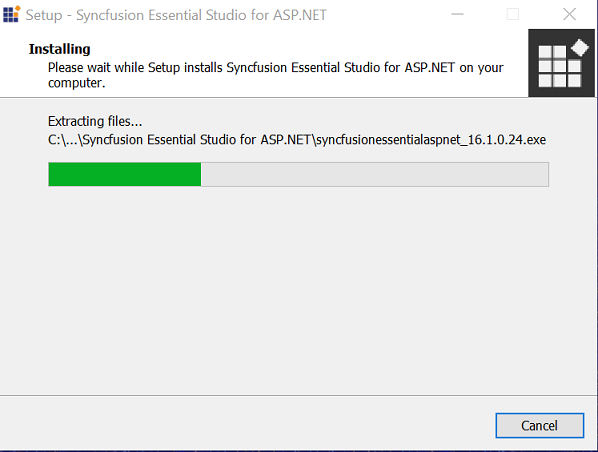 Setup - Syncfusion Essential Studio for ASP.NET
Installing
Please wait while Setup installs Syncfusion Essential Studio for ASP.NET on your
computer.
Extracting files...
C:\...\Syncfusion Essential Studio for ASP.NET\syncfusionessentialaspnet_16.1.0.24.exe
Cancel